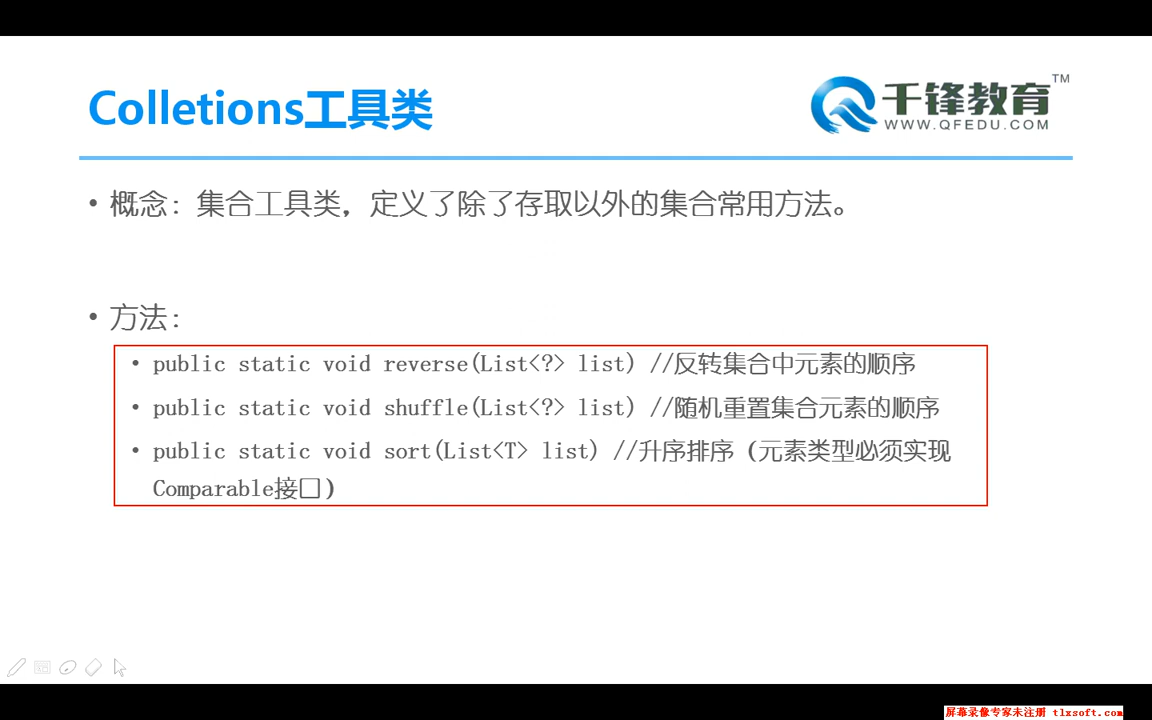 Colletions工具类
千锋教育 TM
WWW.QFEDU.COM
• 概念：集合工具类，定义了除了存取以外的集合常用方法。
• 方法：
• public static void reverse(List<?> list) //反转集合中元素的顺序
• public static void shuffle(List<?> list) //随机重置集合元素的顺序
• public static void sort(List<T> list) //升序排序（元素类型必须实现
Comparable接口）
屏幕录像专家未注册 tlxsoft.com